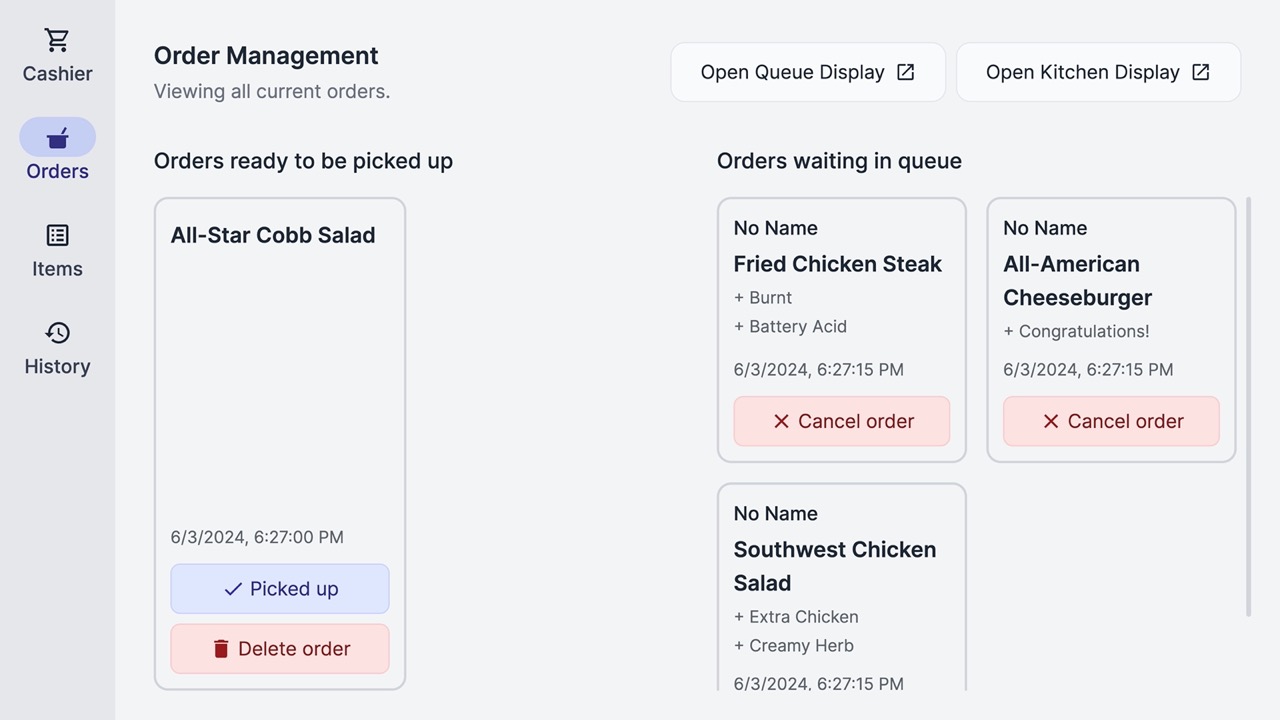 Cashier
Orders
Items
History
Order Management
Viewing all current orders.
Open Queue Display
Open Kitchen Display
Orders ready to be picked up
All-Star Cobb Salad
6/3/2024, 6:27:00 PM
Picked up
Delete order
Orders waiting in queue
No Name
Fried Chicken Steak
+ Burnt
+ Battery Acid
6/3/2024, 6:27:15 PM
Cancel order
No Name
All-American
Cheeseburger
+ Congratulations!
6/3/2024, 6:27:15 PM
Cancel order
No Name
Southwest Chicken
Salad
+ Extra Chicken
+ Creamy Herb
6/3/2024, 6:27:15 PM